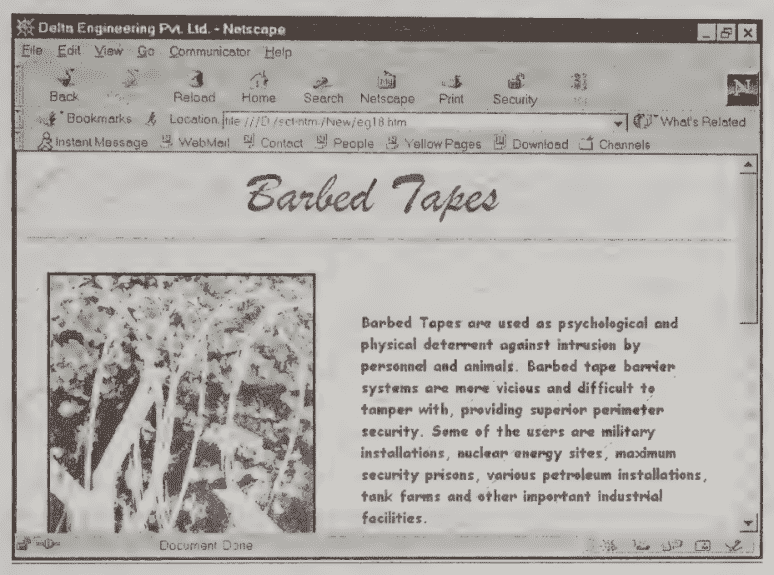 Delta Engineering Pvt. Ltd. - Netscape
File Edit View Go Communicator Help
Back Reload Home Search Netscape Print Security
Bookmarks Location: file:///D /sct htm/New/eg18.htm What's Related
Instant Message WebMail Contact People Yellow Pages Download Channels
Barbed Tapes
Barbed Tapes are used as psychological and
physical deterrent against intrusion by
personnel and animals. Barbed tape barrier
systems are more vicious and difficult to
tamper with, providing superior perimeter
security. Some of the users are military
installations, nuclear energy sites, maximum
security prisons, various petroleum installations,
tank farms and other important industrial
facilities.
Document Done